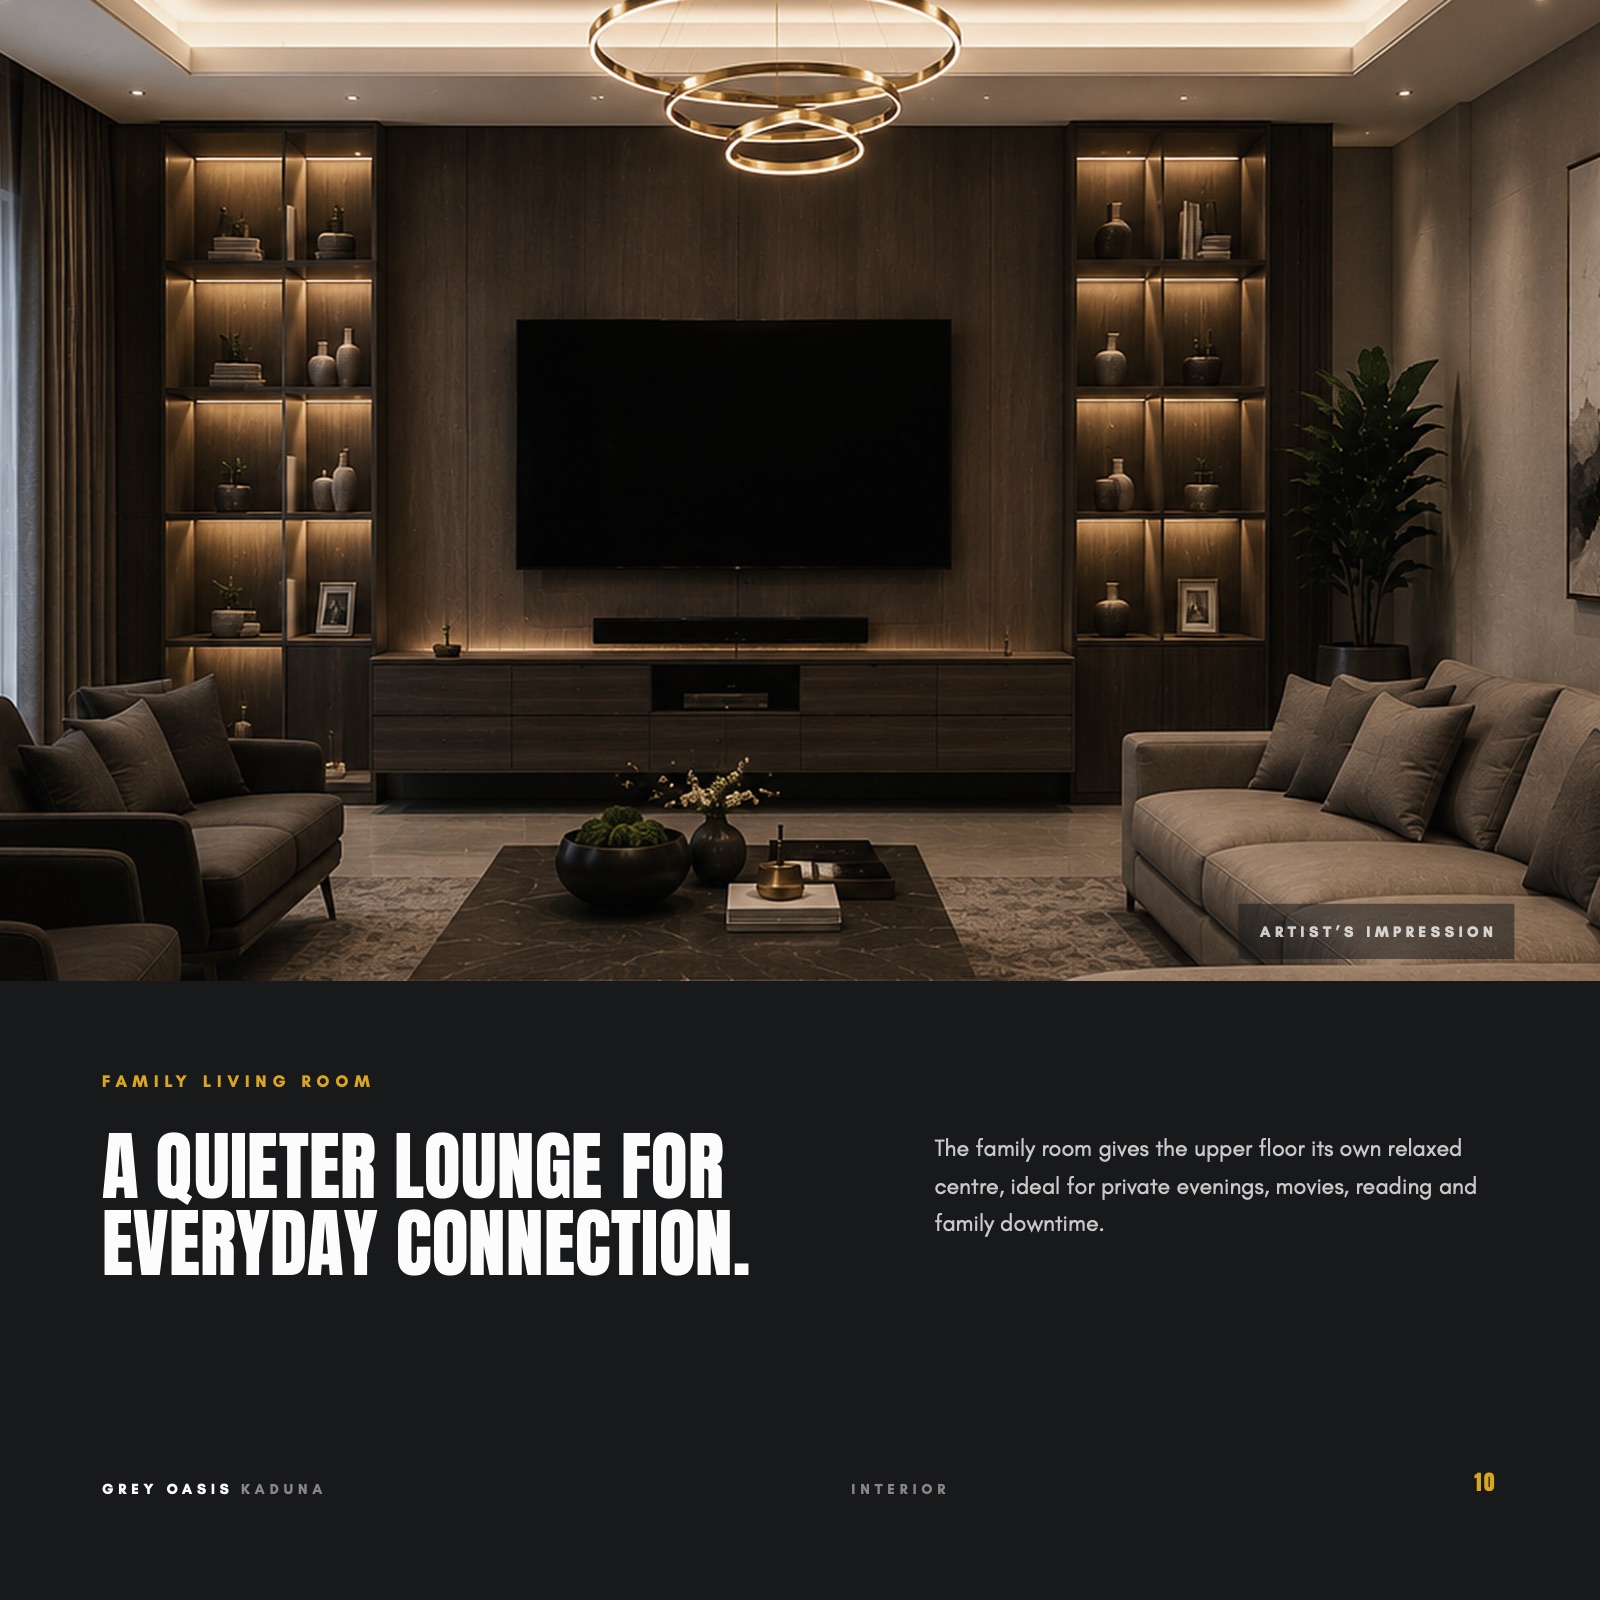 ARTIST’S IMPRESSION
FAMILY LIVING ROOM
A QUIETER LOUNGE FOR
EVERYDAY CONNECTION.
The family room gives the upper floor its own relaxed
centre, ideal for private evenings, movies, reading and
family downtime.
GREY OASIS KADUNA
INTERIOR
10